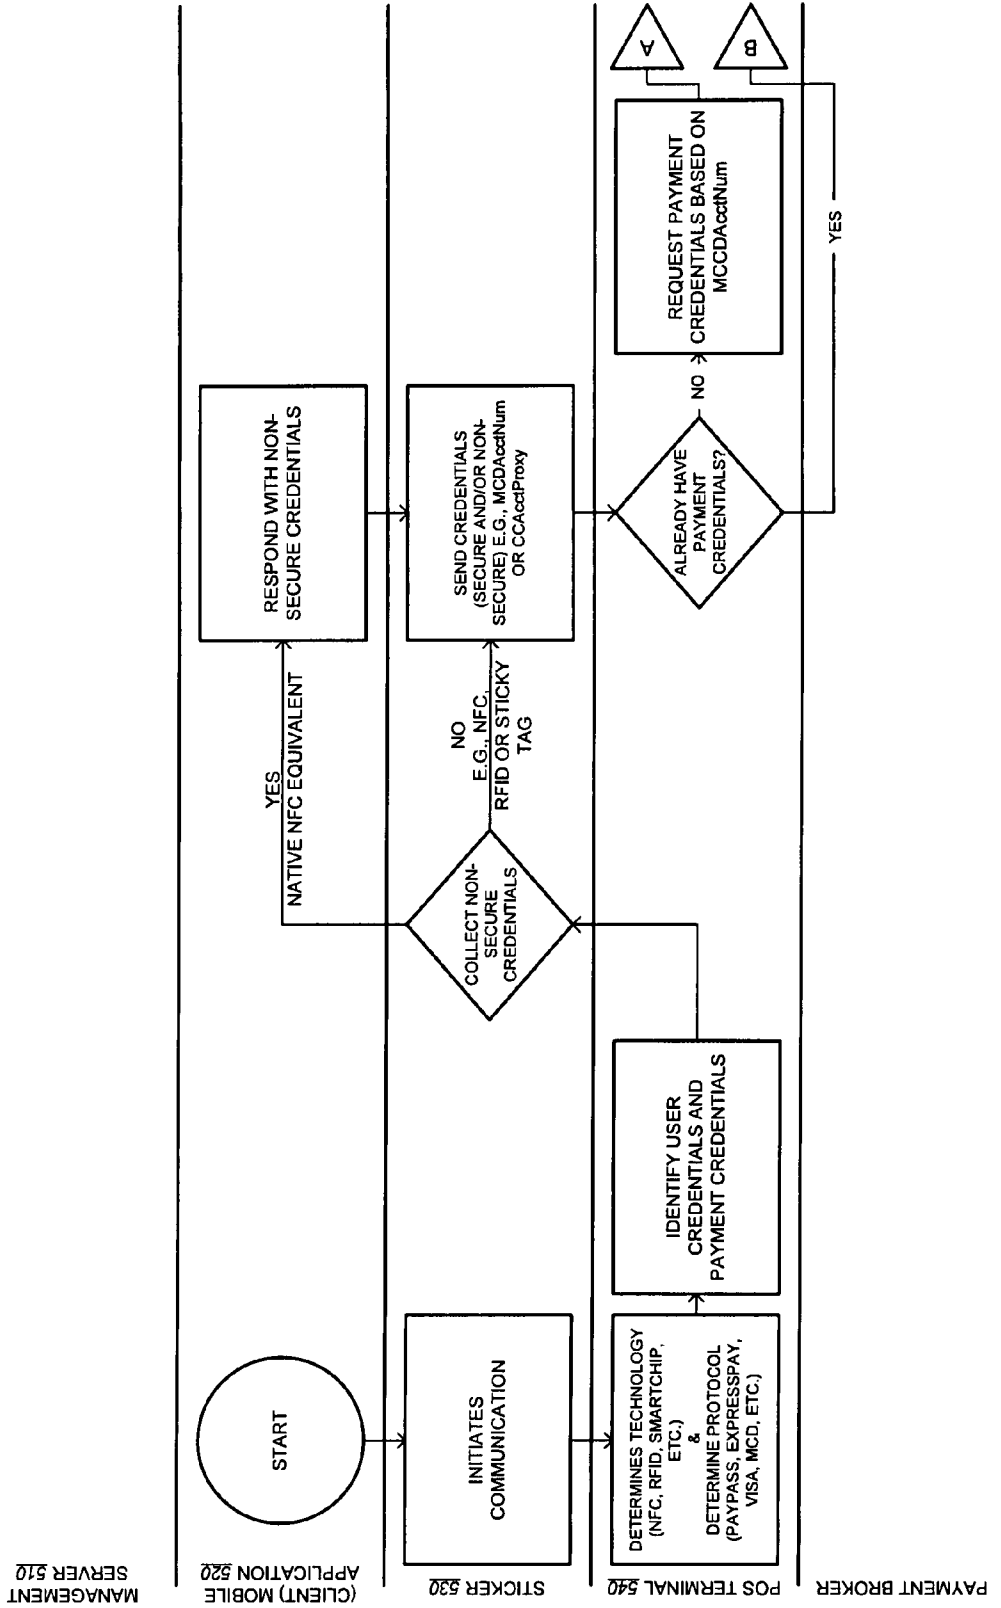 MANAGEMENT
SERVER 510
(CLIENT) MOBILE
APPLICATION 520
START
YES
NATIVE NFC EQUIVALENT
RESPOND WITH NON-
SECURE CREDENTIALS
STICKER 530
INITIATES
COMMUNICATION
COLLECT NON-
SECURE
CREDENTIALS
NO
E.G., NFC,
RFID OR STICKY
TAG
SEND CREDENTIALS
(SECURE AND/OR NON-
SECURE) E.G., MCDAcctNum
OR CCAcctProxy
POS TERMINAL 540
DETERMINES TECHNOLOGY
(NFC, RFID, SMARTCHIP,
ETC.)
&
DETERMINE PROTOCOL
(PAYPASS, EXPRESSPAY,
VISA, MCD, ETC.)
IDENTIFY USER
CREDENTIALS AND
PAYMENT CREDENTIALS
ALREADY HAVE
PAYMENT
CREDENTIALS?
NO
REQUEST PAYMENT
CREDENTIALS BASED ON
MCCDAcctNum
A
B
YES
PAYMENT BROKER